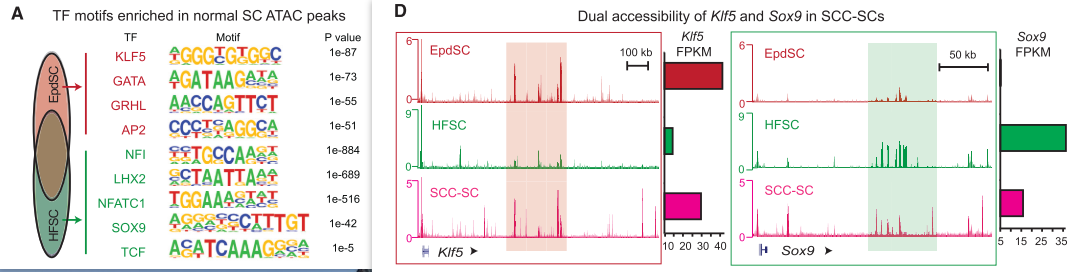 A
TF motifs enriched in normal SC ATAC peaks
TF Motif P value
EpdSC
HFSC
KLF5 AGGGTGTGGC 1e-87
GATA AGATAAGATA 1e-73
GRHL AACCAGTTCT 1e-55
AP2 CCCTCAGGCA 1e-51
NFI TTGCCAAG 1e-884
LHX2 GCTAATTAAA 1e-689
NFATC1 TGGAAAGTAT 1e-516
SOX9 AGGGCCCTTTGT 1e-42
TCF ACATCAAAGGGA 1e-5
D
Dual accessibility of Klf5 and Sox9 in SCC-SCs
6
EpdSC
100 kb
0
9
HFSC
0
5
SCC-SC
0
Klf5
Klf5
FPKM
10 20 30 40
6
EpdSC
50 kb
0
9
HFSC
0
5
SCC-SC
0
Sox9
Sox9
FPKM
5 15 25 35